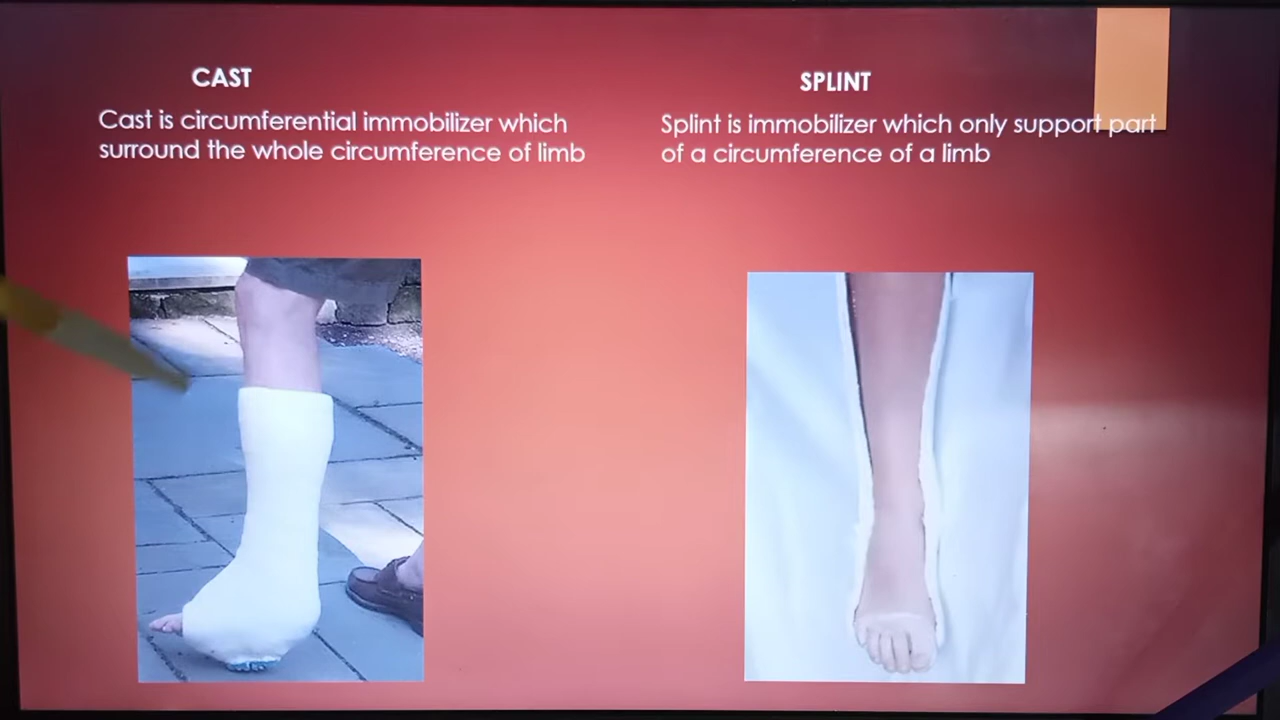 CAST
Cast is circumferential immobilizer which
surround the whole circumference of limb
SPLINT
Splint is immobilizer which only support part
of a circumference of a limb